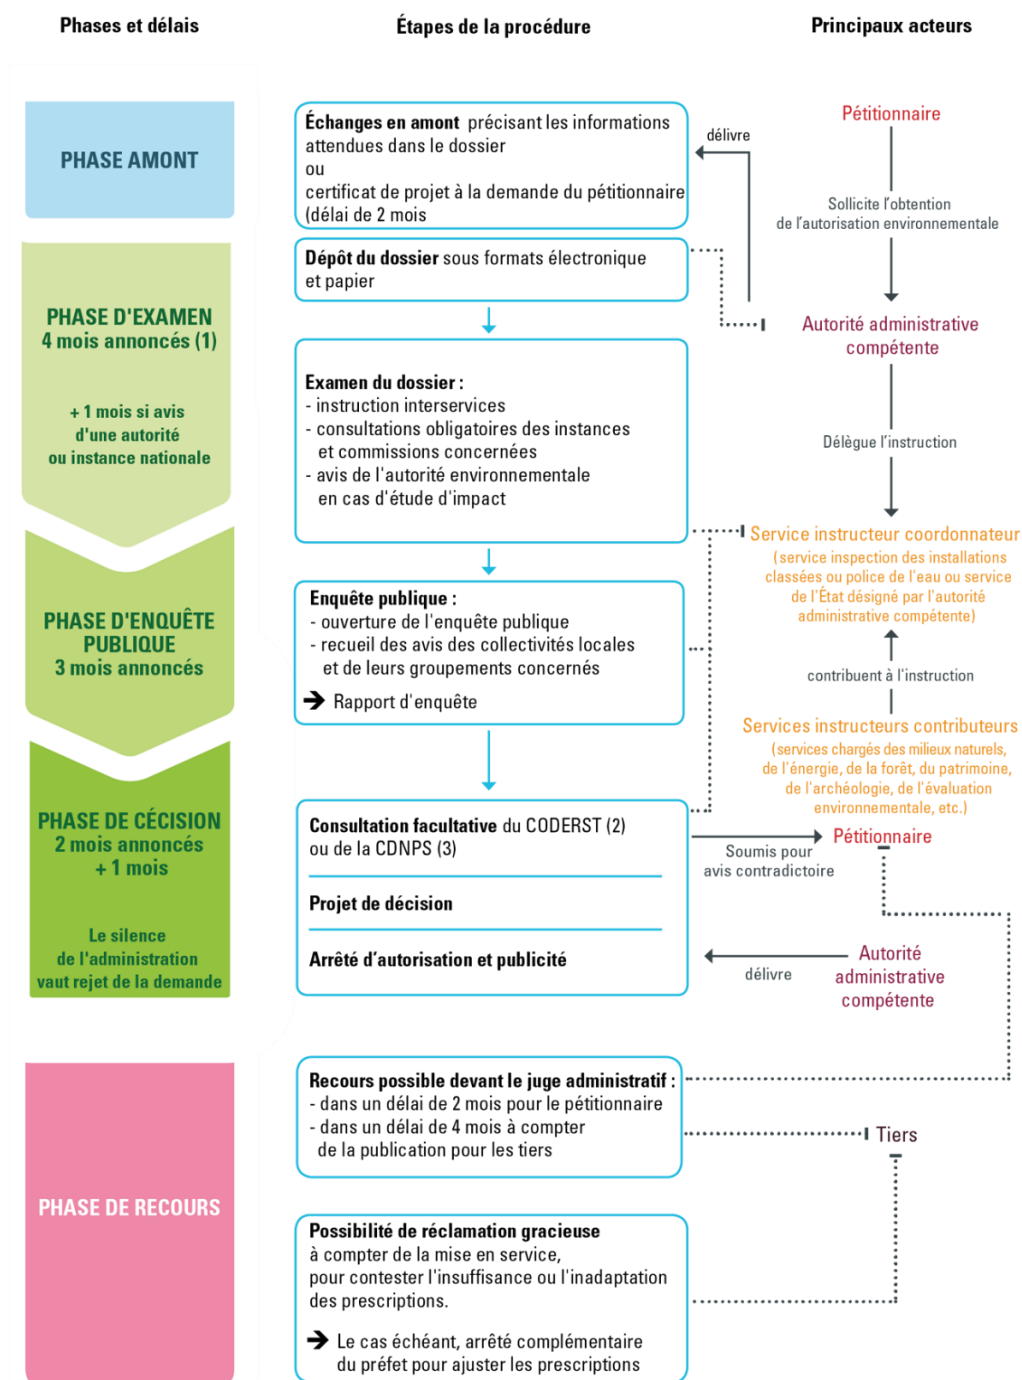 Phases et délais
Étapes de la procédure
Principaux acteurs
PHASE AMONT
Échanges en amont précisant les informations
attendues dans le dossier
ou
certificat de projet à la demande du pétitionnaire
(délai de 2 mois
délivre
Pétitionnaire
Sollicite l'obtention
de l'autorisation environnementale
PHASE D'EXAMEN
4 mois annoncés (1)
+ 1 mois si avis
d'une autorité
ou instance nationale
Dépôt du dossier sous formats électronique
et papier
Autorité administrative
compétente
Examen du dossier :
- instruction interservices
- consultations obligatoires des instances
et commissions concernées
- avis de l'autorité environnementale
en cas d'étude d'impact
Délègue l'instruction
Service instructeur coordonnateur
(service inspection des installations
classées ou police de l'eau ou service
de l'État désigné par l'autorité
administrative compétente)
PHASE D'ENQUÊTE
PUBLIQUE
3 mois annoncés
Enquête publique :
- ouverture de l'enquête publique
- recueil des avis des collectivités locales
et de leurs groupements concernés
➔ Rapport d'enquête
contribuent à l'instruction
Services instructeurs contributeurs
(services chargés des milieux naturels,
de l'énergie, de la forêt, du patrimoine,
de l'archéologie, de l'évaluation
environnementale, etc.)
PHASE DE CÉCISION
2 mois annoncés
+ 1 mois
Le silence
de l'administration
vaut rejet de la demande
Consultation facultative du CODERST (2)
ou de la CDNPS (3)
Projet de décision
Arrêté d'autorisation et publicité
Soumis pour
avis contradictoire
Pétitionnaire
délivre
Autorité
administrative
compétente
PHASE DE RECOURS
Recours possible devant le juge administratif :
- dans un délai de 2 mois pour le pétitionnaire
- dans un délai de 4 mois à compter
de la publication pour les tiers
Tiers
Possibilité de réclamation gracieuse
à compter de la mise en service,
pour contester l'insuffisance ou l'inadaptation
des prescriptions.
➔ Le cas échéant, arrêté complémentaire
du préfet pour ajuster les prescriptions